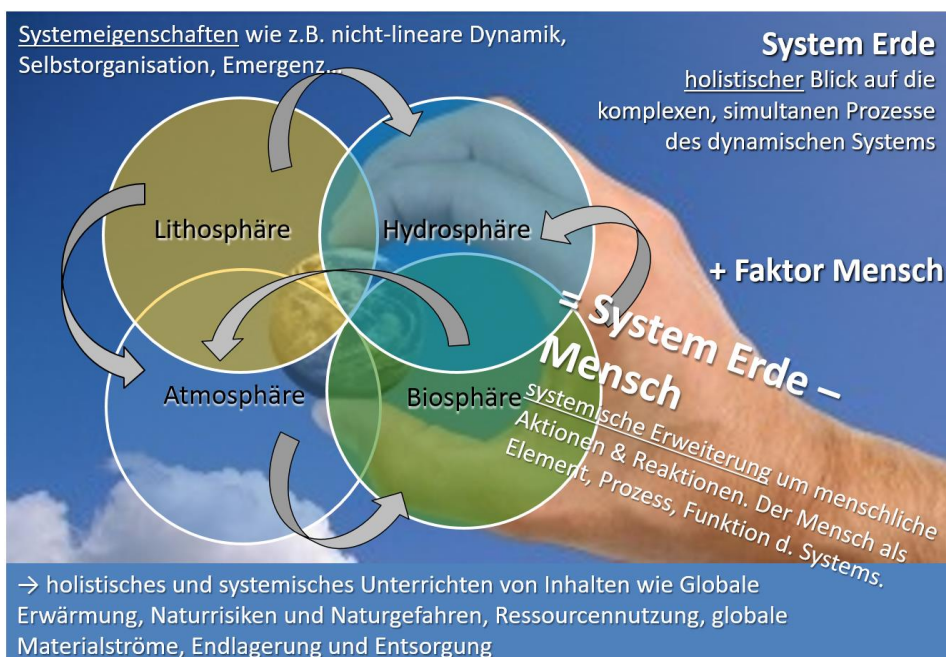 Systemeigenschaften wie z.B. nicht-lineare Dynamik,
Selbstorganisation, Emergenz...
System Erde
holistischer Blick auf die
komplexen, simultanen Prozesse
des dynamischen Systems
Lithosphäre
Hydrosphäre
+ Faktor Mensch
= System Erde –
Mensch
Atmosphäre
Biosphäre
systemische Erweiterung um menschliche
Aktionen & Reaktionen. Der Mensch als
Element, Prozess, Funktion d. Systems.
→ holistisches und systemisches Unterrichten von Inhalten wie Globale
Erwärmung, Naturrisiken und Naturgefahren, Ressourcennutzung, globale
Materialströme, Endlagerung und Entsorgung